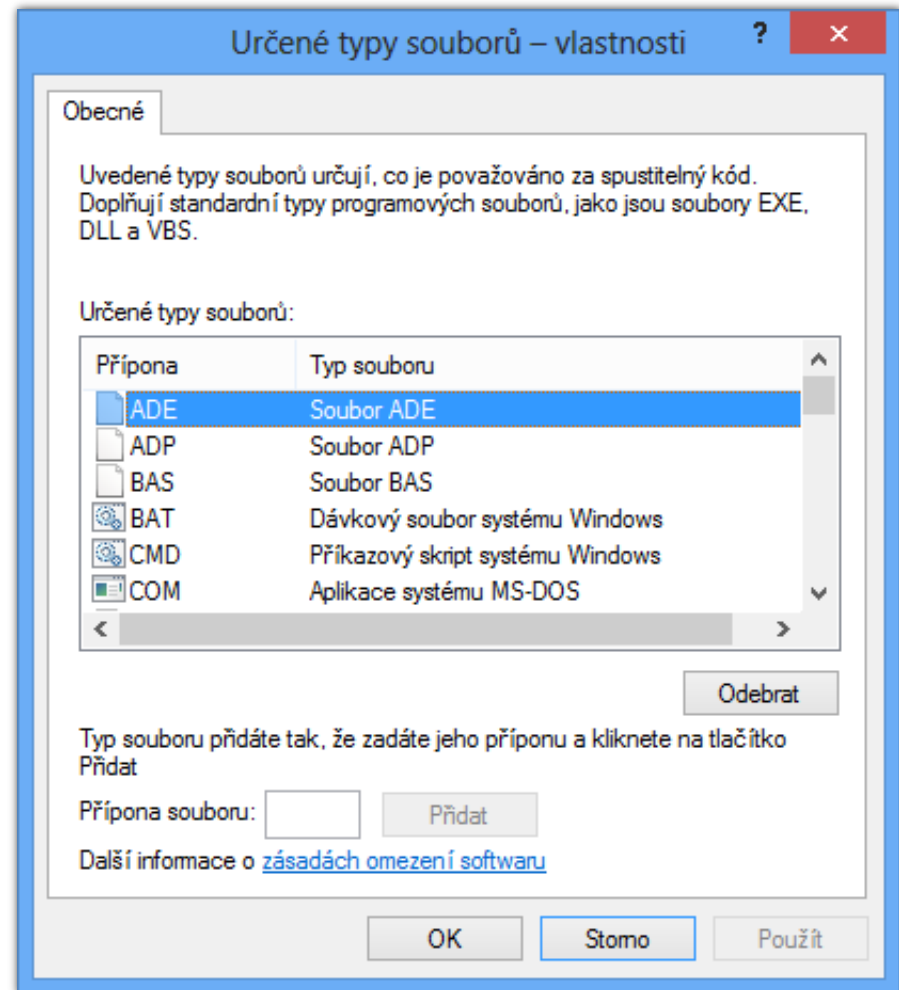 Určené typy souborů – vlastnosti
?
Obecné
Uvedené typy souborů určují, co je považováno za spustitelný kód.
Doplňují standardní typy programových souborů, jako jsou soubory EXE,
DLL a VBS.
Určené typy souborů:
Přípona Typ souboru
ADE Soubor ADE
ADP Soubor ADP
BAS Soubor BAS
BAT Dávkový soubor systému Windows
CMD Příkazový skript systému Windows
COM Aplikace systému MS-DOS
Odebrat
Typ souboru přidáte tak, že zadáte jeho příponu a kliknete na tlačítko
Přidat
Přípona souboru: Přidat
Další informace o zásadách omezení softwaru
OK Storno Použít